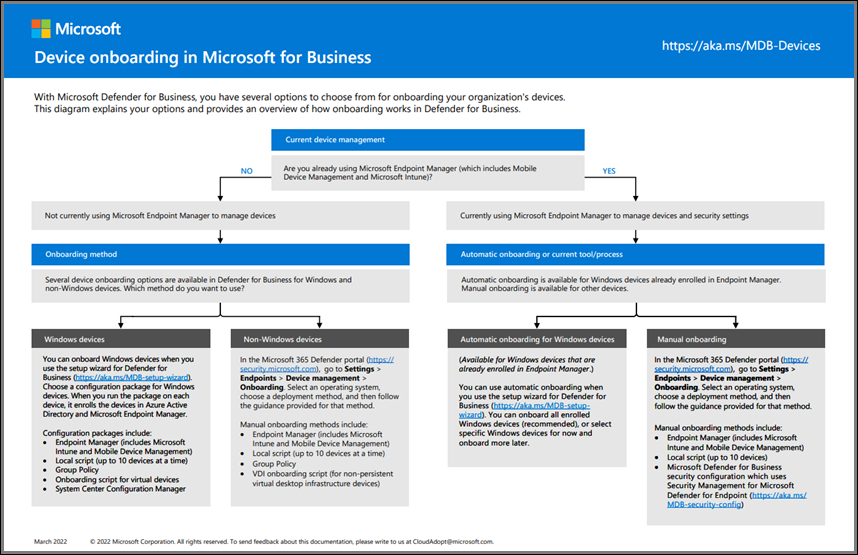 Microsoft
Device onboarding in Microsoft for Business
https://aka.ms/MDB-Devices
With Microsoft Defender for Business, you have several options to choose from for onboarding your organization's devices.
This diagram explains your options and provides an overview of how onboarding works in Defender for Business.
Current device management
Are you already using Microsoft Endpoint Manager (which includes Mobile
Device Management and Microsoft Intune)?
NO
YES
Not currently using Microsoft Endpoint Manager to manage devices
Currently using Microsoft Endpoint Manager to manage devices and security settings
Onboarding method
Several device onboarding options are available in Defender for Business for Windows and
non-Windows devices. Which method do you want to use?
Automatic onboarding or current tool/process
Automatic onboarding is available for Windows devices already enrolled in Endpoint Manager.
Manual onboarding is available for other devices.
Windows devices
You can onboard Windows devices when you
use the setup wizard for Defender for
Business (https://aka.ms/MDB-setup-wizard).
Choose a configuration package for Windows
devices. When you run the package on each
device, it enrolls the devices in Azure Active
Directory and Microsoft Endpoint Manager.
Configuration packages include:
• Endpoint Manager (includes Microsoft
Intune and Mobile Device Management)
• Local script (up to 10 devices at a time)
• Group Policy
• Onboarding script for virtual devices
• System Center Configuration Manager
Non-Windows devices
In the Microsoft 365 Defender portal (https://
security.microsoft.com), go to Settings >
Endpoints > Device management >
Onboarding. Select an operating system,
choose a deployment method, and then follow
the guidance provided for that method.
Manual onboarding methods include:
• Endpoint Manager (includes Microsoft
Intune and Mobile Device Management)
• Local script (up to 10 devices at a time)
• Group Policy
• VDI onboarding script (for non-persistent
virtual desktop infrastructure devices)
Automatic onboarding for Windows devices
(Available for Windows devices that are
already enrolled in Endpoint Manager.)
You can use automatic onboarding when
you use the setup wizard for Defender for
Business (https://aka.ms/MDB-setup-
wizard). You can onboard all enrolled
Windows devices (recommended), or select
specific Windows devices for now and
onboard more later.
Manual onboarding
In the Microsoft 365 Defender portal (https://
security.microsoft.com), go to Settings >
Endpoints > Device management >
Onboarding. Select an operating system,
choose a deployment method, and then
follow the guidance provided for that method.
Manual onboarding methods include:
• Endpoint Manager (includes Microsoft
Intune and Mobile Device Management)
• Local script (up to 10 devices)
• Microsoft Defender for Business
security configuration which uses
Security Management for Microsoft
Defender for Endpoint (https://aka.ms/
MDB-security-config)
March 2022 © 2022 Microsoft Corporation. All rights reserved. To send feedback about this documentation, please write to us at CloudAdopt@microsoft.com.